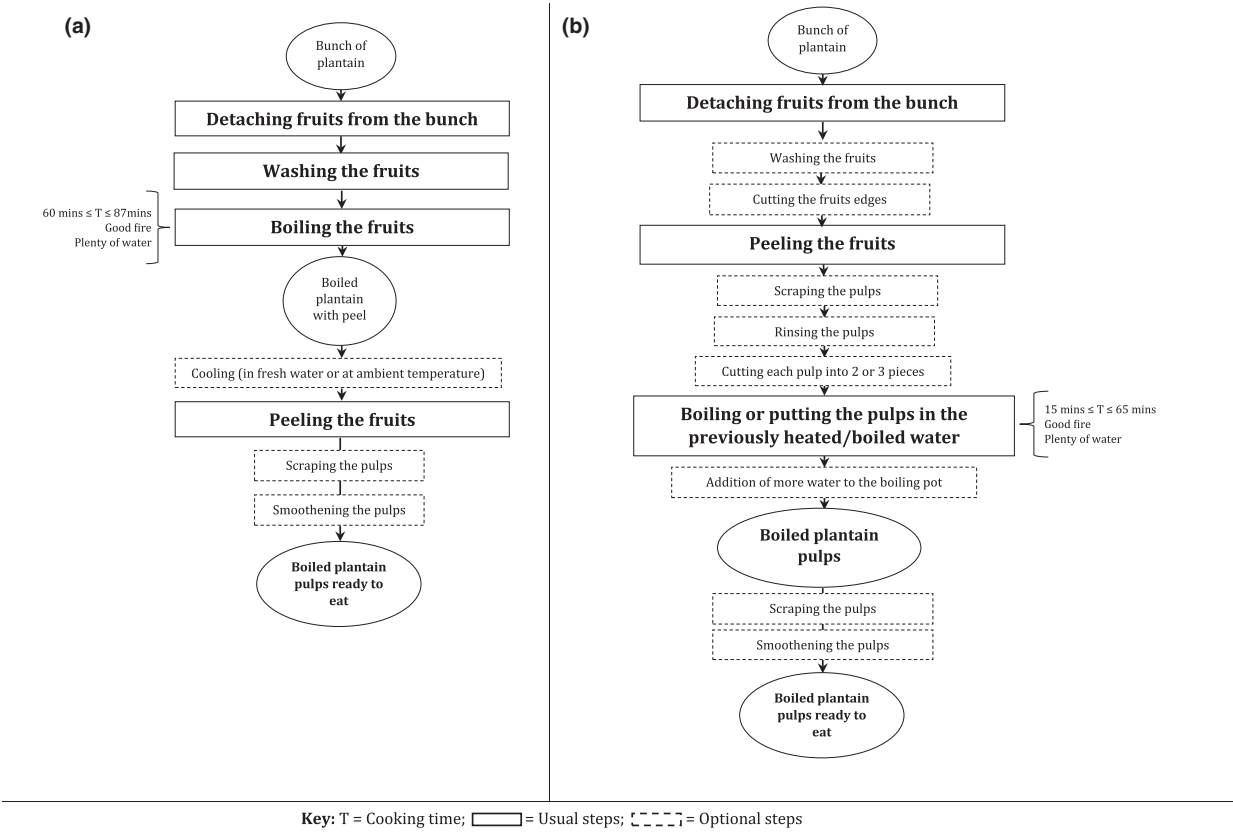 (a)
Bunch of
plantain
Detaching fruits from the bunch
Washing the fruits
60 mins ≤ T ≤ 87mins
Good fire
Plenty of water
Boiling the fruits
Boiled
plantain
with peel
Cooling (in fresh water or at ambient temperature)
Peeling the fruits
Scraping the pulps
Smoothening the pulps
Boiled plantain
pulps ready to
eat
(b)
Bunch of
plantain
Detaching fruits from the bunch
Washing the fruits
Cutting the fruits edges
Peeling the fruits
Scraping the pulps
Rinsing the pulps
Cutting each pulp into 2 or 3 pieces
Boiling or putting the pulps in the
previously heated/boiled water
15 mins ≤ T ≤ 65 mins
Good fire
Plenty of water
Addition of more water to the boiling pot
Boiled plantain
pulps
Scraping the pulps
Smoothening the pulps
Boiled plantain
pulps ready to
eat
Key: T = Cooking time; = Usual steps; = Optional steps